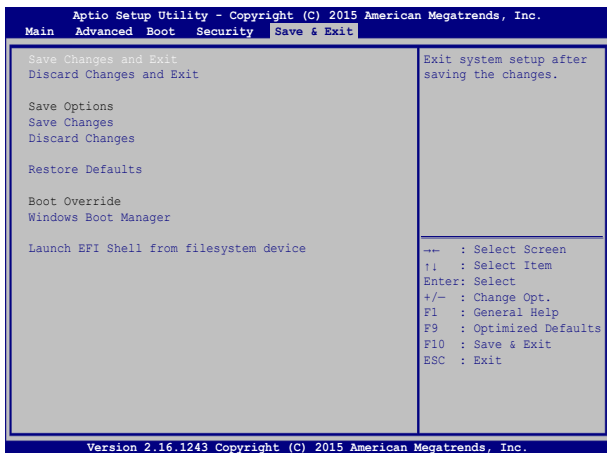 Aptio Setup Utility - Copyright (C) 2015 American Megatrends, Inc.
Main Advanced Boot Security Save & Exit
Save Changes and Exit
Discard Changes and Exit
Save Options
Save Changes
Discard Changes
Restore Defaults
Boot Override
Windows Boot Manager
Launch EFI Shell from filesystem device
Exit system setup after
saving the changes.
→← : Select Screen
↑↓ : Select Item
Enter: Select
+/— : Change Opt.
F1 : General Help
F9 : Optimized Defaults
F10 : Save & Exit
ESC : Exit
Version 2.16.1243 Copyright (C) 2015 American Megatrends, Inc.